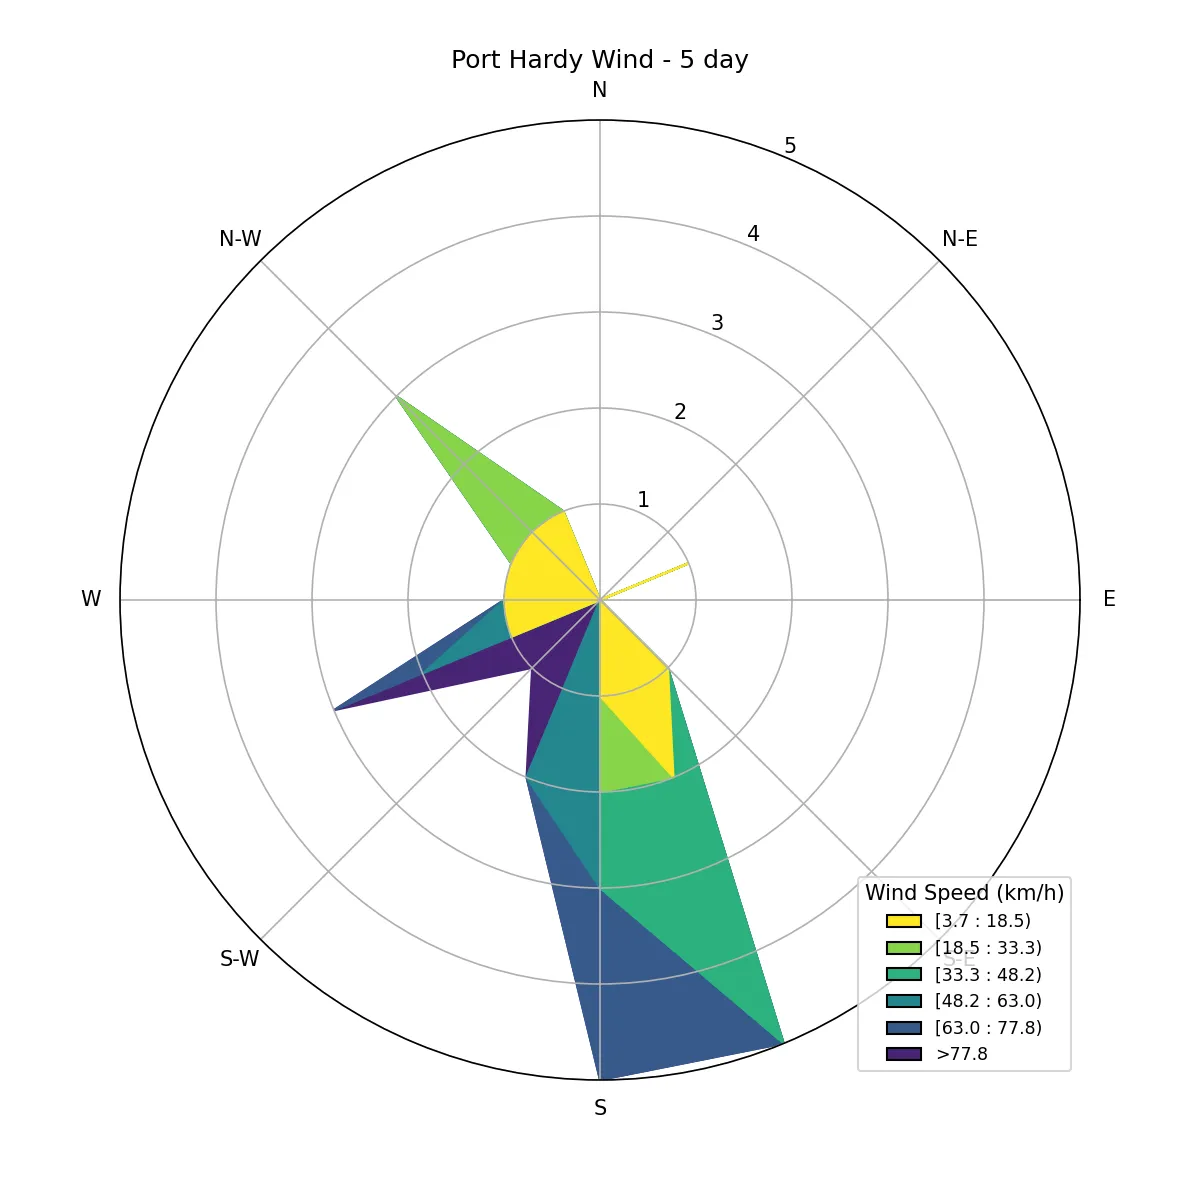 Port Hardy Wind - 5 day
N
5
N-W
4
N-E
3
2
1
W
E
Wind Speed (km/h)
[3.7 : 18.5)
[18.5 : 33.3)
S-W
S-E
[33.3 : 48.2)
[48.2 : 63.0)
[63.0 : 77.8)
>77.8
S